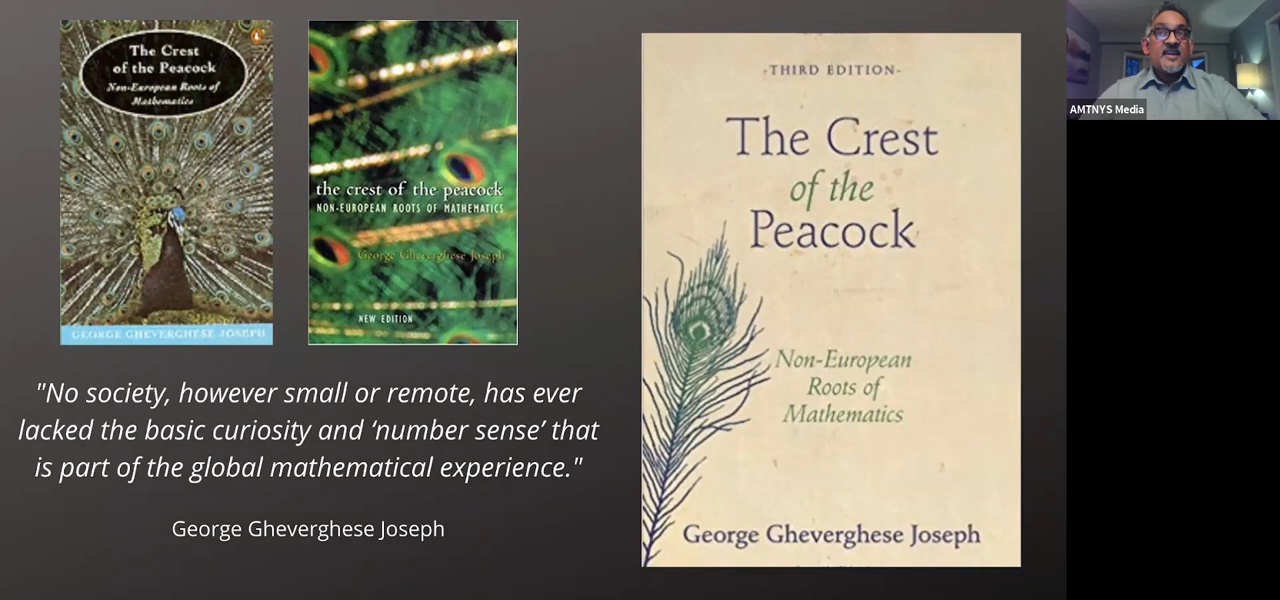 The Crest
of the Peacock
Non-European Roots of
Mathematics
GEORGE GHEVERGHESE JOSEPH
the crest of the peacock
NON-EUROPEAN ROOTS OF MATHEMATICS
George Gheverghese Joseph
NEW EDITION
"No society, however small or remote, has ever
lacked the basic curiosity and ‘number sense’ that
is part of the global mathematical experience."
George Gheverghese Joseph
-THIRD EDITION-
The Crest
of the
Peacock
Non-European
Roots of
Mathematics
George Gheverghese Joseph
AMTNYS Media